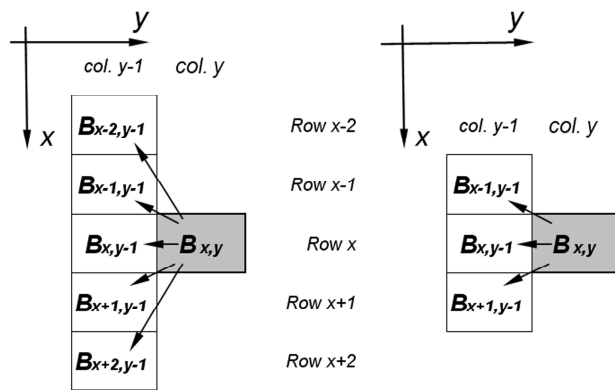 y y
col. y-1 col. y
x Bx-2,y-1 Row x-2 x col. y-1 col. y
Bx-1,y-1 Row x-1 Bx-1,y-1
Bx,y-1 Bx,y Row x Bx,y-1 Bx,y
Bx+1,y-1 Row x+1 Bx+1,y-1
Bx+2,y-1 Row x+2